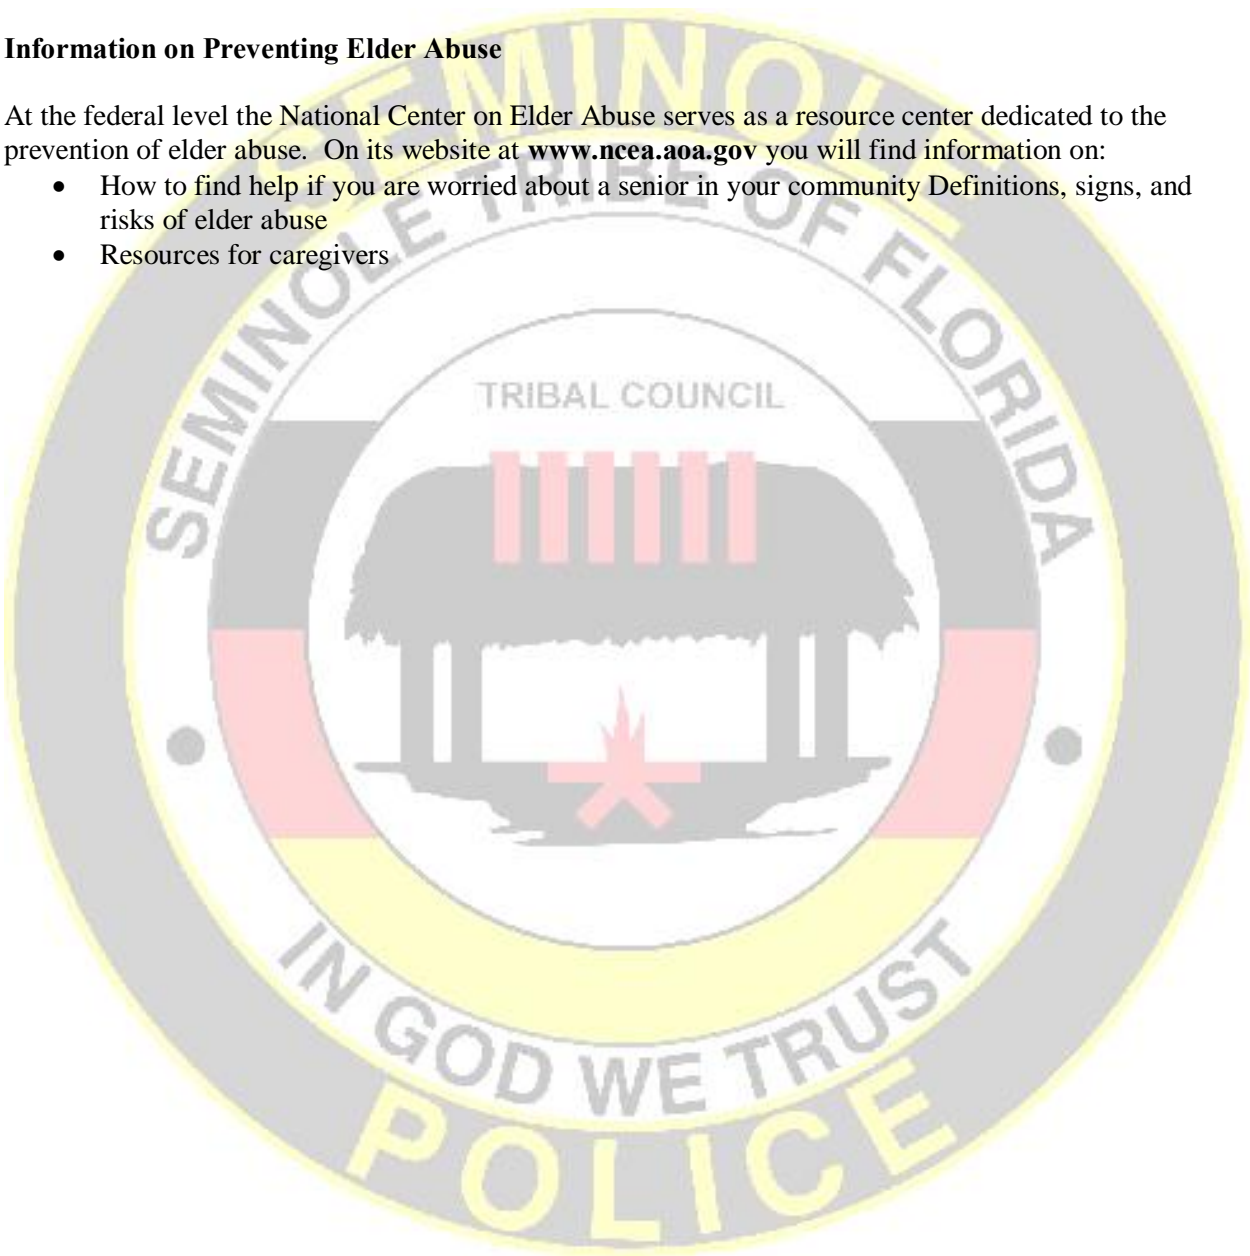 Information on Preventing Elder Abuse
At the federal level the National Center on Elder Abuse serves as a resource center dedicated to the
prevention of elder abuse.  On its website at www.ncea.aoa.gov you will find information on:
• How to find help if you are worried about a senior in your community Definitions, signs, and
risks of elder abuse
• Resources for caregivers
SEMINOLE
SEMINOLE TRIBE OF FLORIDA
TRIBAL COUNCIL
IN GOD WE TRUST
POLICE